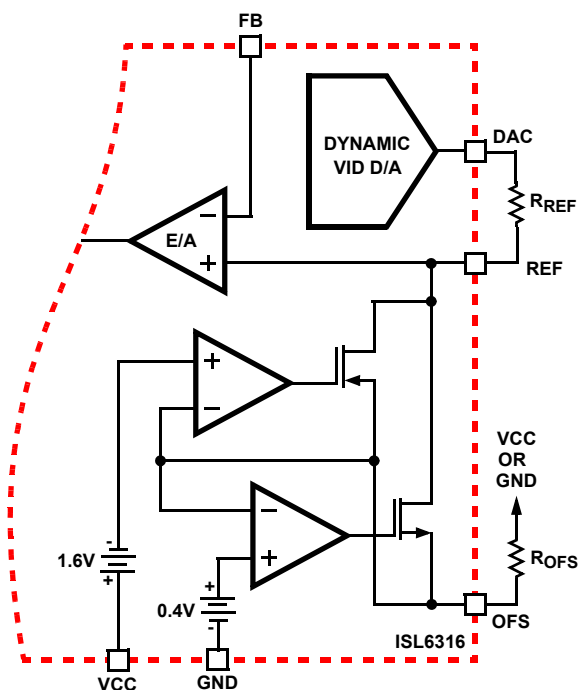 FB
DYNAMIC
VID D/A
DAC
RREF
E/A
−
+
REF
+
−
VCC
OR
GND
−
+
ROFS
-
1.6V
+
+
0.4V
-
OFS
ISL6316
VCC
GND